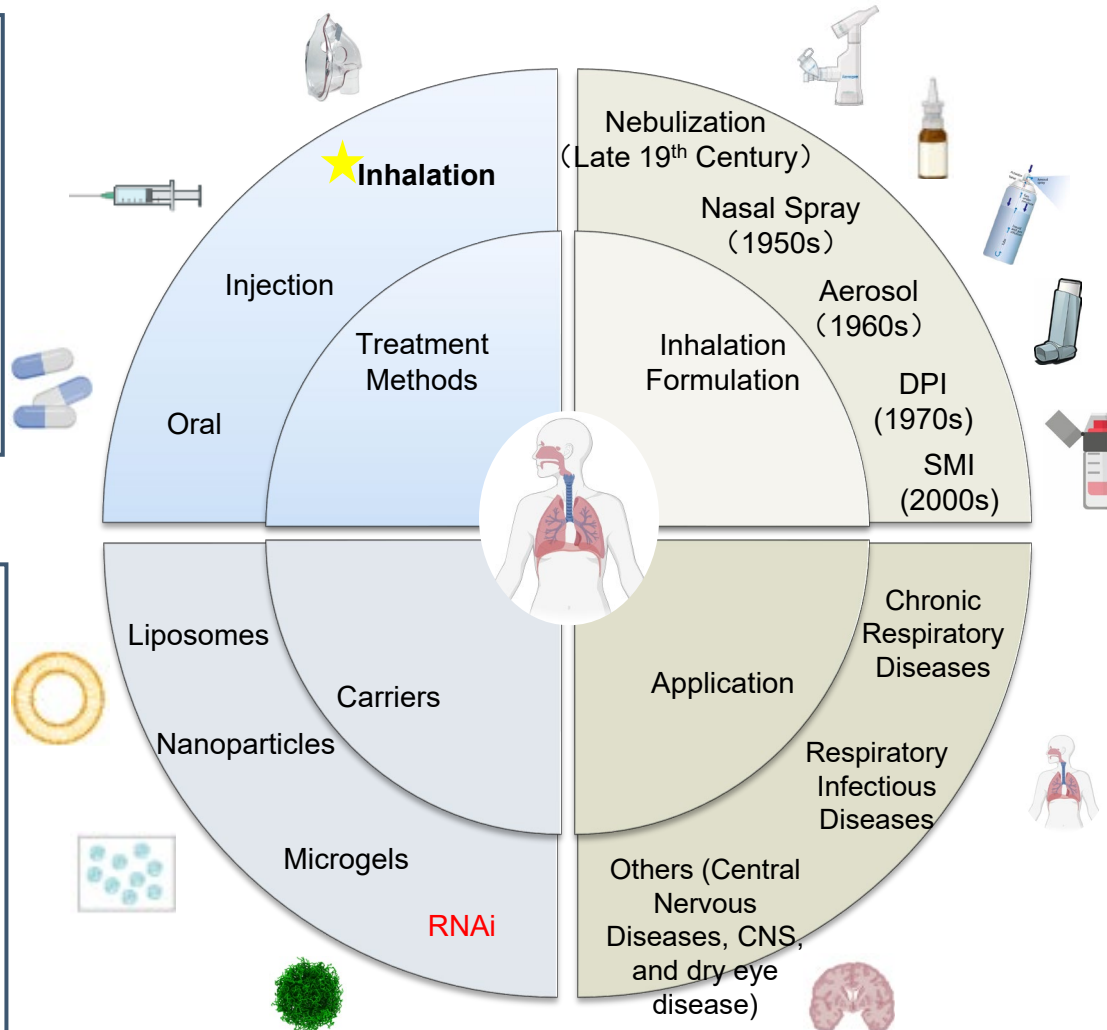 Inhalation
Injection
Oral
Treatment
Methods
Nebulization
（Late 19th Century）
Nasal Spray
（1950s）
Aerosol
（1960s）
DPI
(1970s)
SMI
(2000s)
Inhalation
Formulation
Liposomes
Nanoparticles
Microgels
RNAi
Carriers
Application
Chronic
Respiratory
Diseases
Respiratory
Infectious
Diseases
Others (Central
Nervous
Diseases, CNS,
and dry eye
disease)